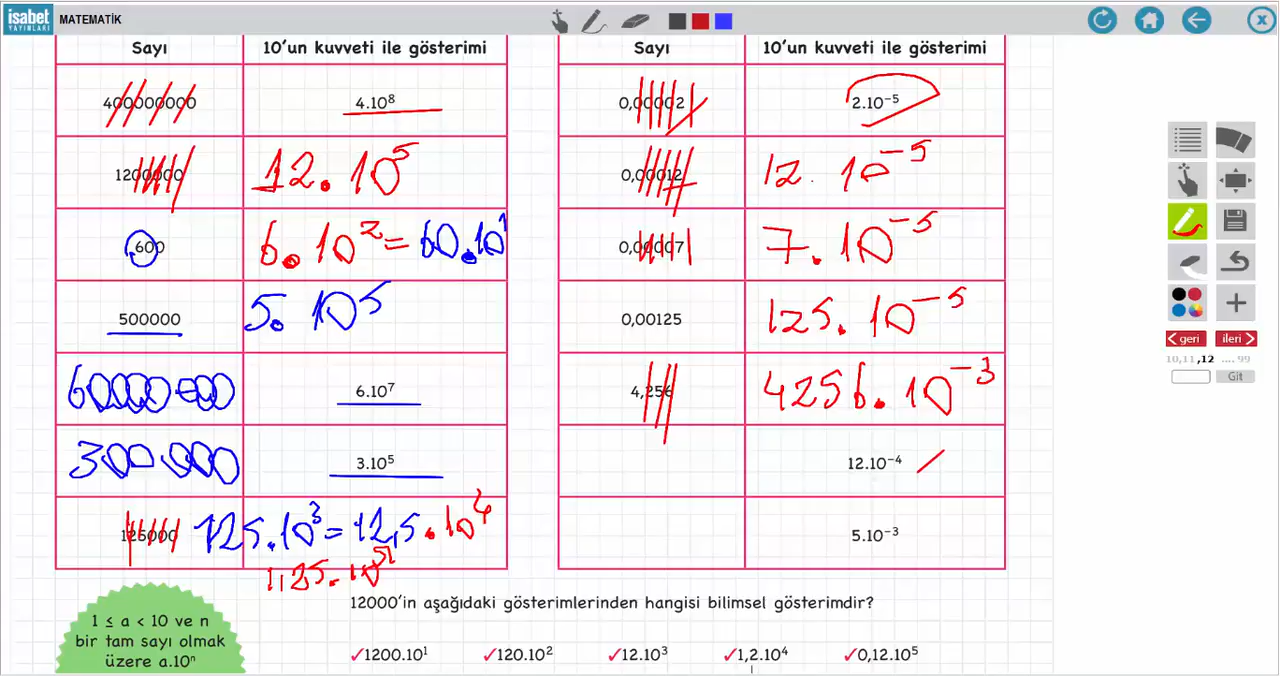 isabet
YAYINLARI
MATEMATİK
Sayı
10'un kuvveti ile gösterimi
400000000
4.10⁸
1200000
12.10⁵
600
6.10²=60.10¹
500000
5.10⁵
60000000
6.10⁷
300.000
3.10⁵
125000
125.10³=12,5.10⁴
1,25.10⁵
Sayı
10'un kuvveti ile gösterimi
0,00002
2.10⁻⁵
0,00012
12.10⁻⁵
0,00007
7.10⁻⁵
0,00125
125.10⁻⁵
4,256
4256.10⁻³
12.10⁻⁴
5.10⁻³
geri
ileri
10,11,12 .... 99
Git
1 ≤ a < 10 ve n
bir tam sayı olmak
üzere a.10ⁿ
12000'in aşağıdaki gösterimlerinden hangisi bilimsel gösterimdir?
✓1200.10¹ ✓120.10² ✓12.10³ ✓1,2.10⁴ ✓0,12.10⁵